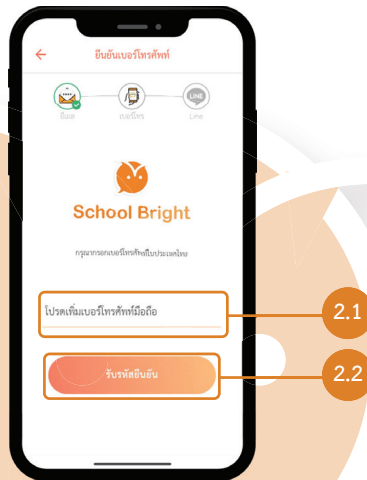 ยืนยันเบอร์โทรศัพท์
LINE
อีเมล เบอร์โทร Line
School Bright
กรุณากรอกเบอร์โทรศัพท์ในประเทศไทย
โปรดเพิ่มเบอร์โทรศัพท์มือถือ
2.1
รับรหัสยืนยัน
2.2